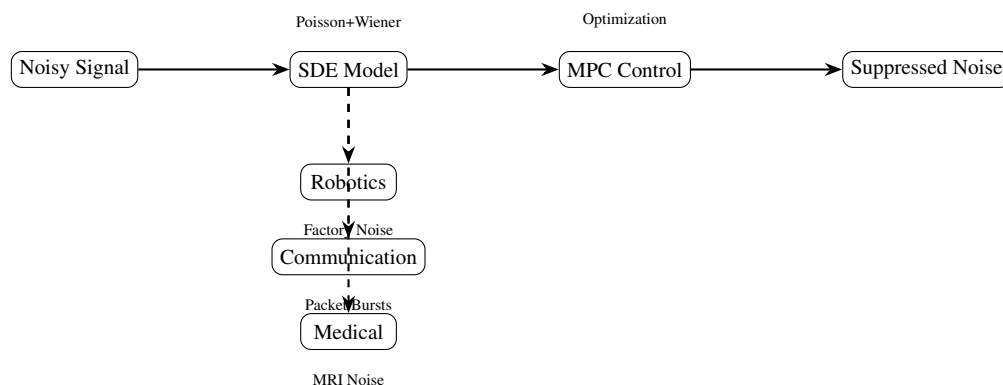 Poisson+Wiener
Optimization
Noisy Signal
SDE Model
MPC Control
Suppressed Noise
Robotics
Factory Noise
Communication
Packet Bursts
Medical
MRI Noise